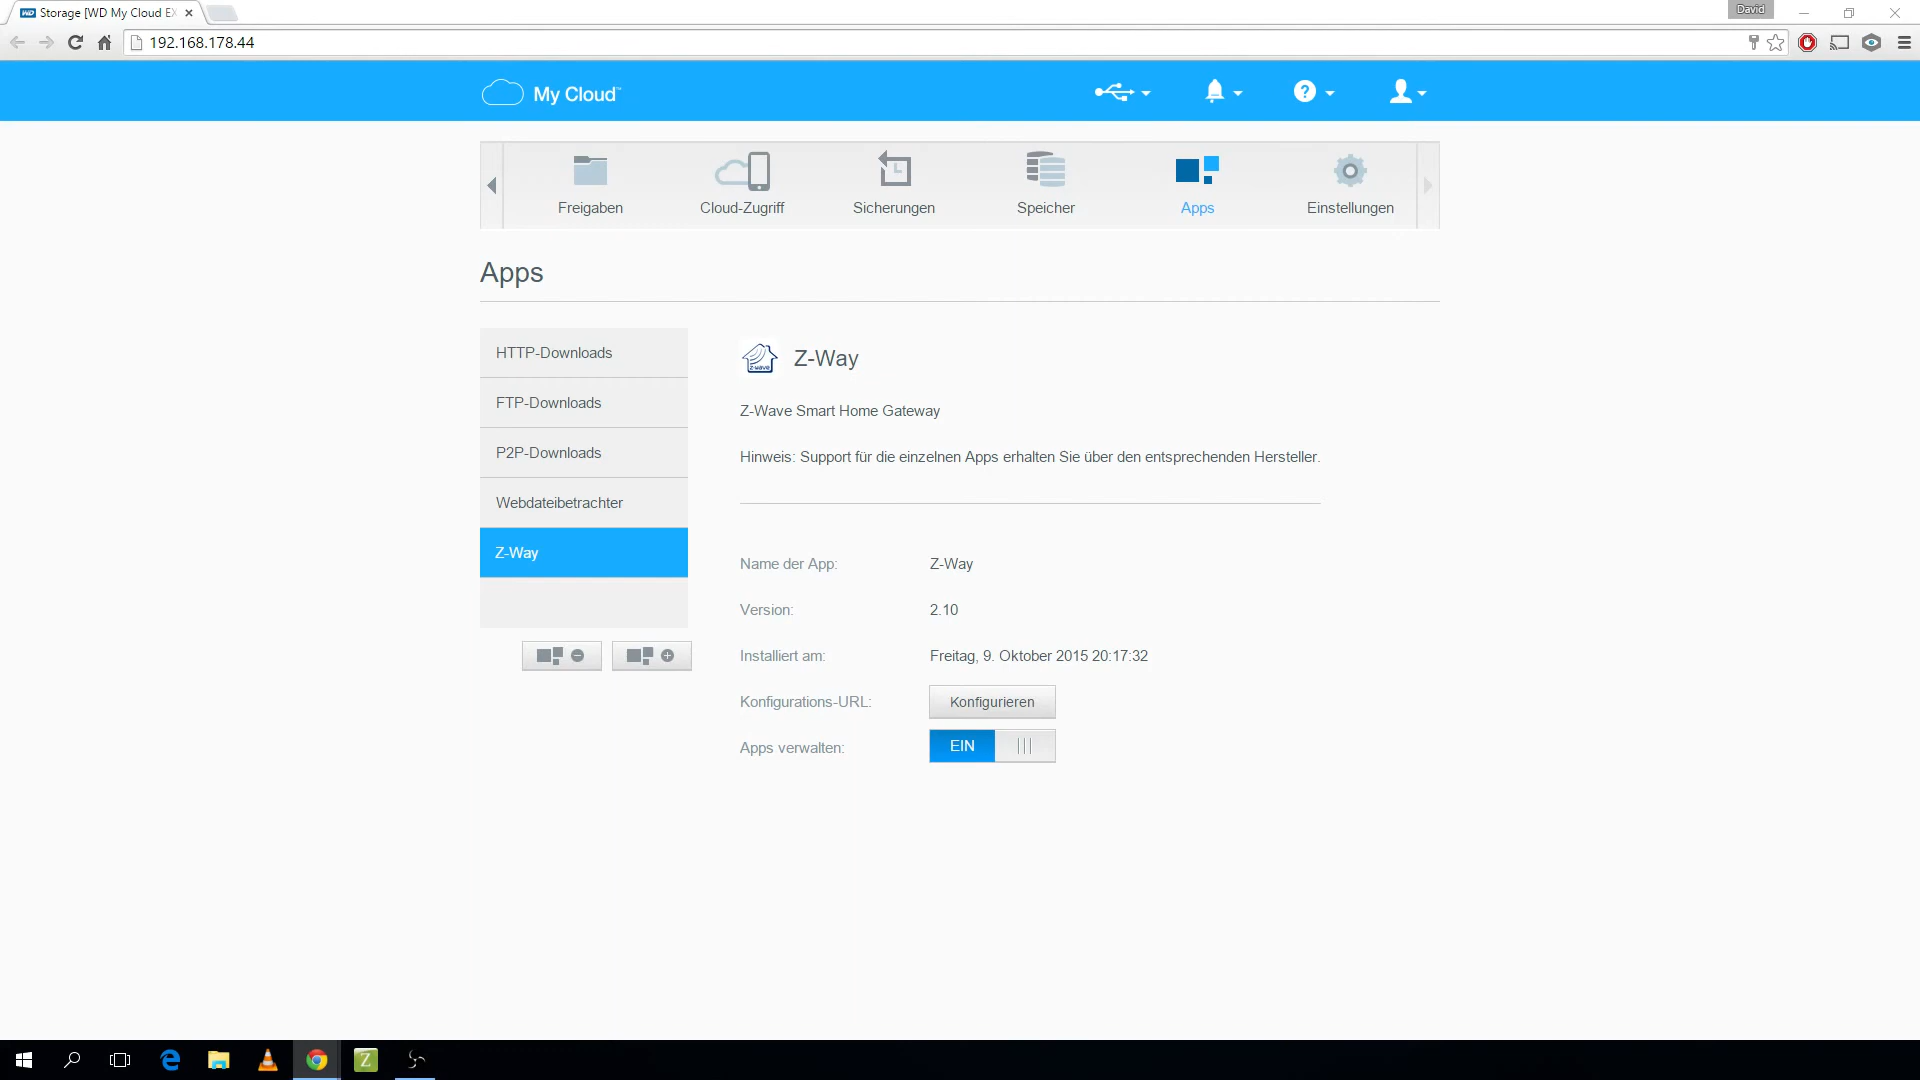 Storage [WD My Cloud EX
David
192.168.178.44
My Cloud™
Freigaben
Cloud-Zugriff
Sicherungen
Speicher
Apps
Einstellungen
Apps
HTTP-Downloads
FTP-Downloads
P2P-Downloads
Webdateibetrachter
Z-Way
Z-Way
Z-Wave Smart Home Gateway
Hinweis: Support für die einzelnen Apps erhalten Sie über den entsprechenden Hersteller.
Name der App: Z-Way
Version: 2.10
Installiert am: Freitag, 9. Oktober 2015 20:17:32
Konfigurations-URL: Konfigurieren
Apps verwalten: EIN